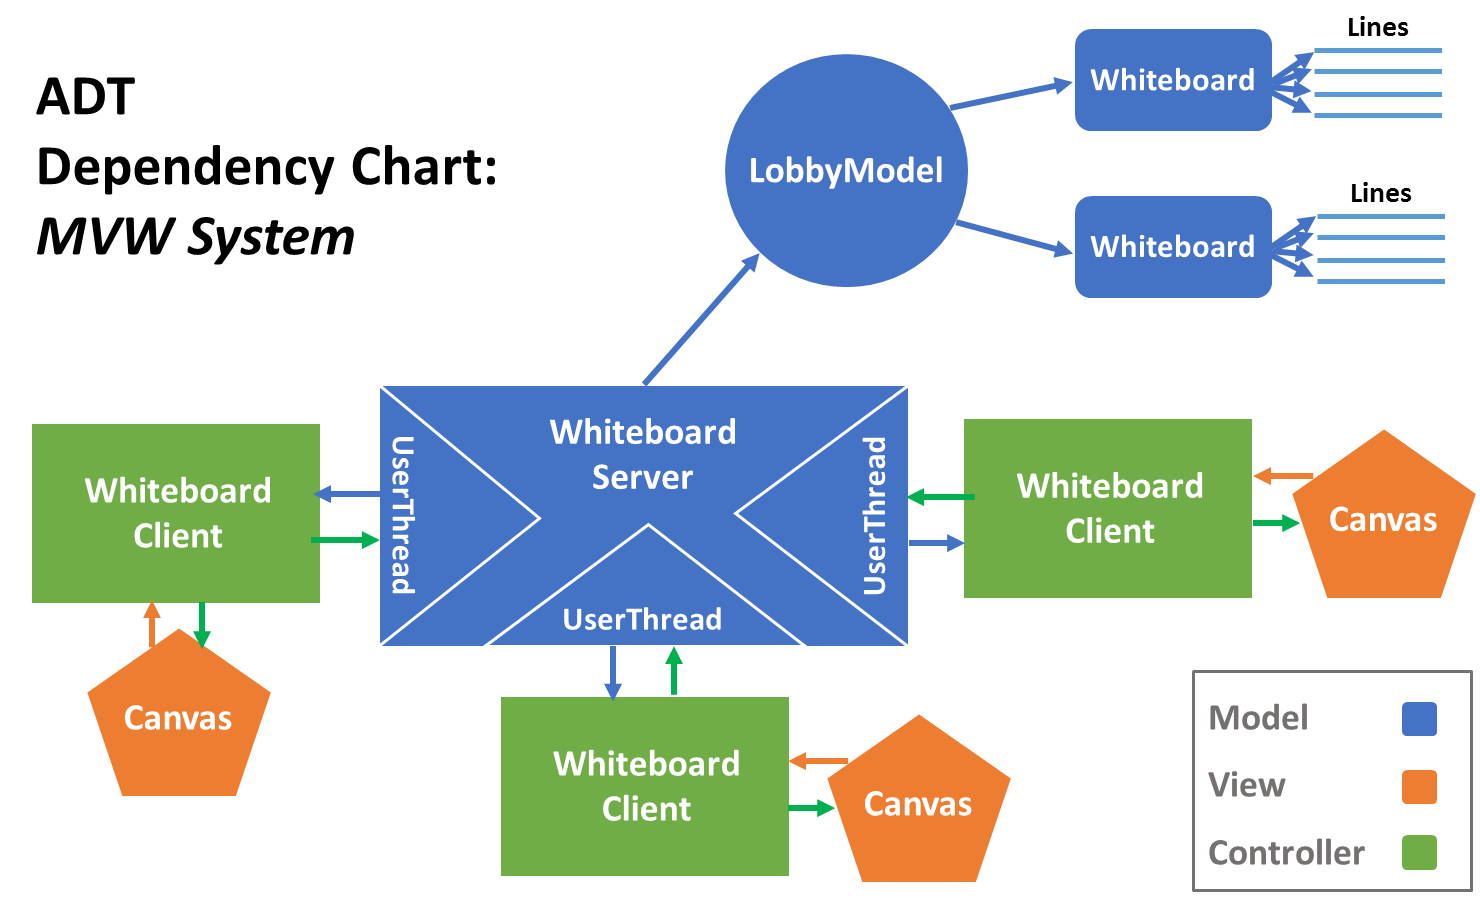 ADT
Dependency Chart:
MVW System
Lines
Whiteboard
LobbyModel
Lines
Whiteboard
Whiteboard
Server
UserThread
UserThread
UserThread
Whiteboard
Client
Canvas
Whiteboard
Client
Canvas
Whiteboard
Client
Canvas
Model
View
Controller